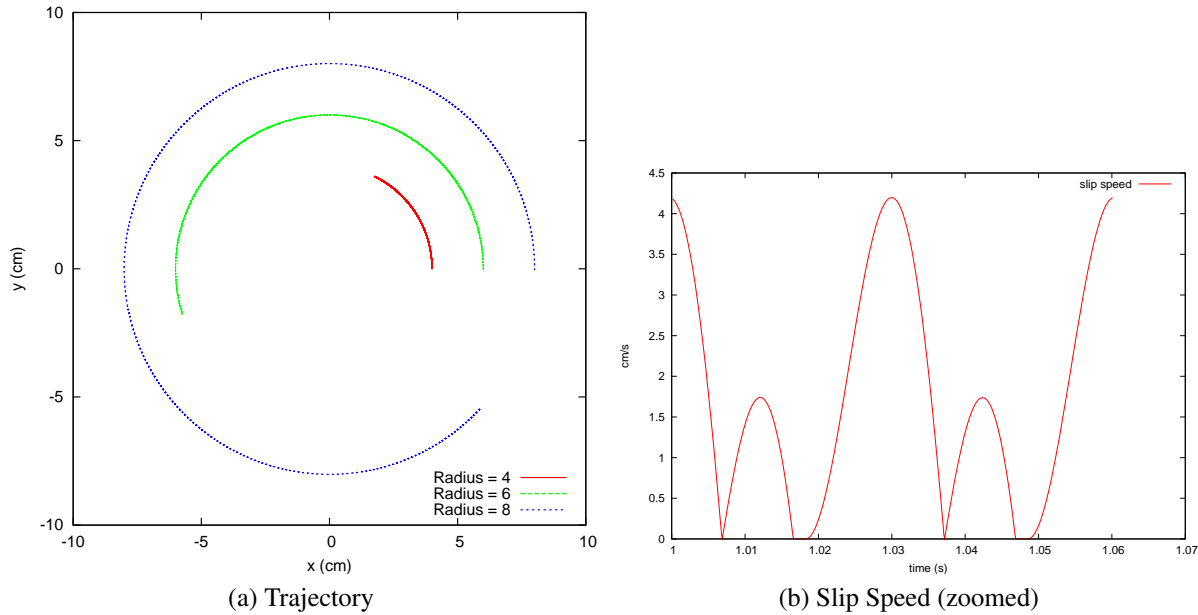 10
5
0
-5
-10
y (cm)
-10
-5
0
5
10
x (cm)
Radius = 4
Radius = 6
Radius = 8
(a) Trajectory
4.5
4
3.5
3
2.5
2
1.5
1
0.5
0
cm/s
slip speed
1
1.01
1.02
1.03
1.04
1.05
1.06
1.07
time (s)
(b) Slip Speed (zoomed)